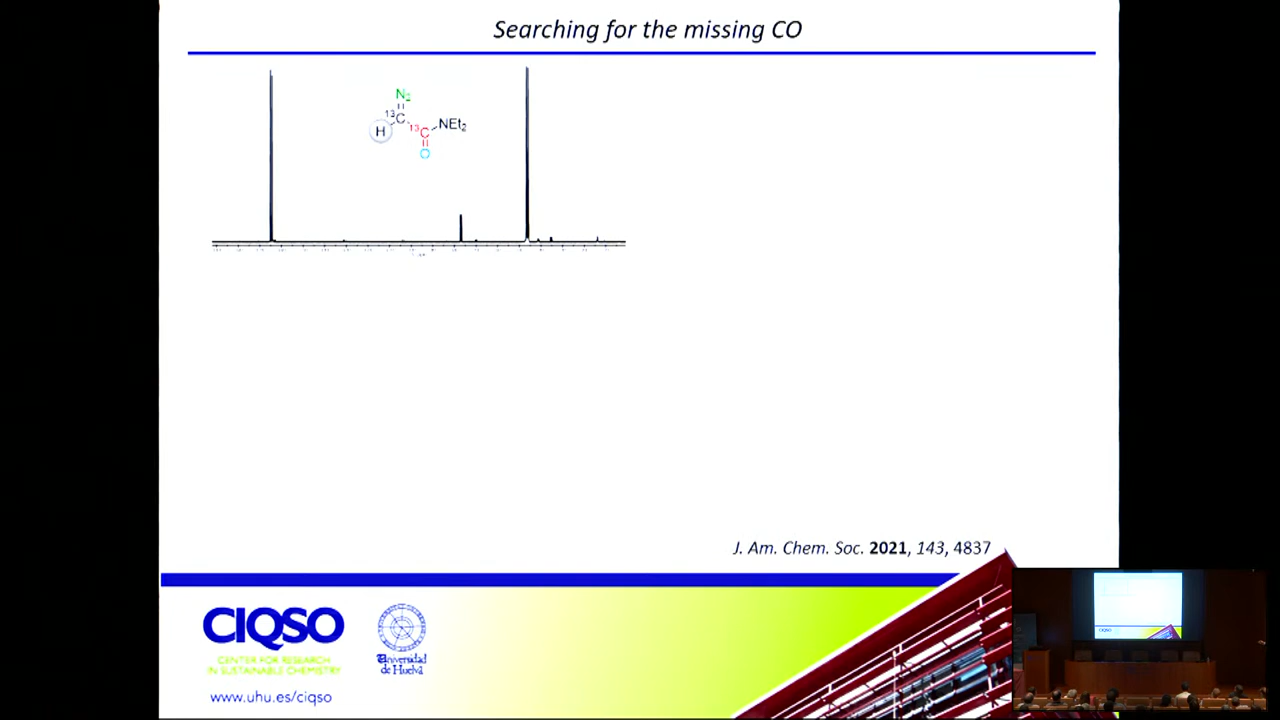 Searching for the missing CO
N2
13C
H
13C
NEt2
O
J. Am. Chem. Soc. 2021, 143, 4837
CIQSO
CENTER FOR RESEARCH
IN SUSTAINABLE CHEMISTRY
www.uhu.es/ciqso
Universidad
de Huelva
CIQSO